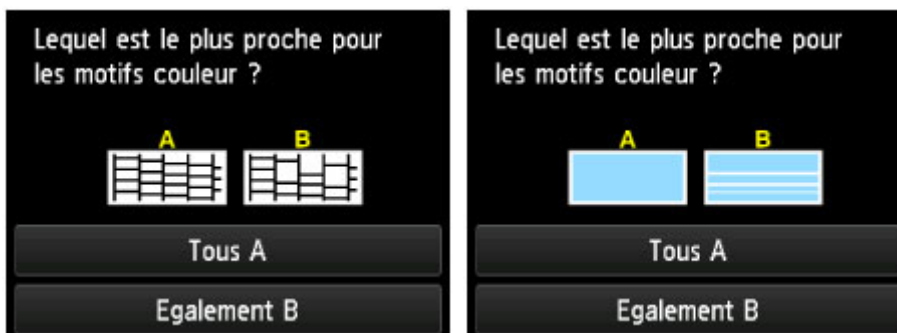 Lequel est le plus proche pour
les motifs couleur ?
A B
Tous A
Egalement B
Lequel est le plus proche pour
les motifs couleur ?
A B
Tous A
Egalement B